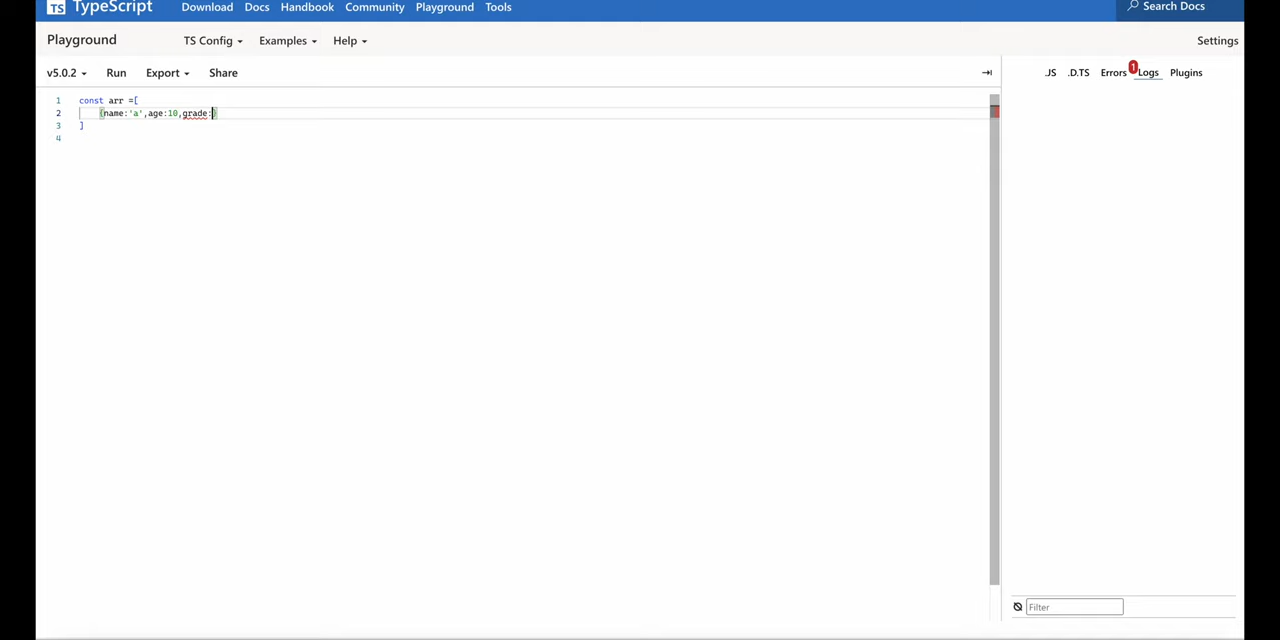 TS TypeScript Download Docs Handbook Community Playground Tools Search Docs
Playground TS Config Examples Help Settings
v5.0.2 Run Export Share .JS .D.TS Errors 1 Logs Plugins
1 const arr =[
2 {name:'a',age:10,grade:}
3 ]
4
Filter